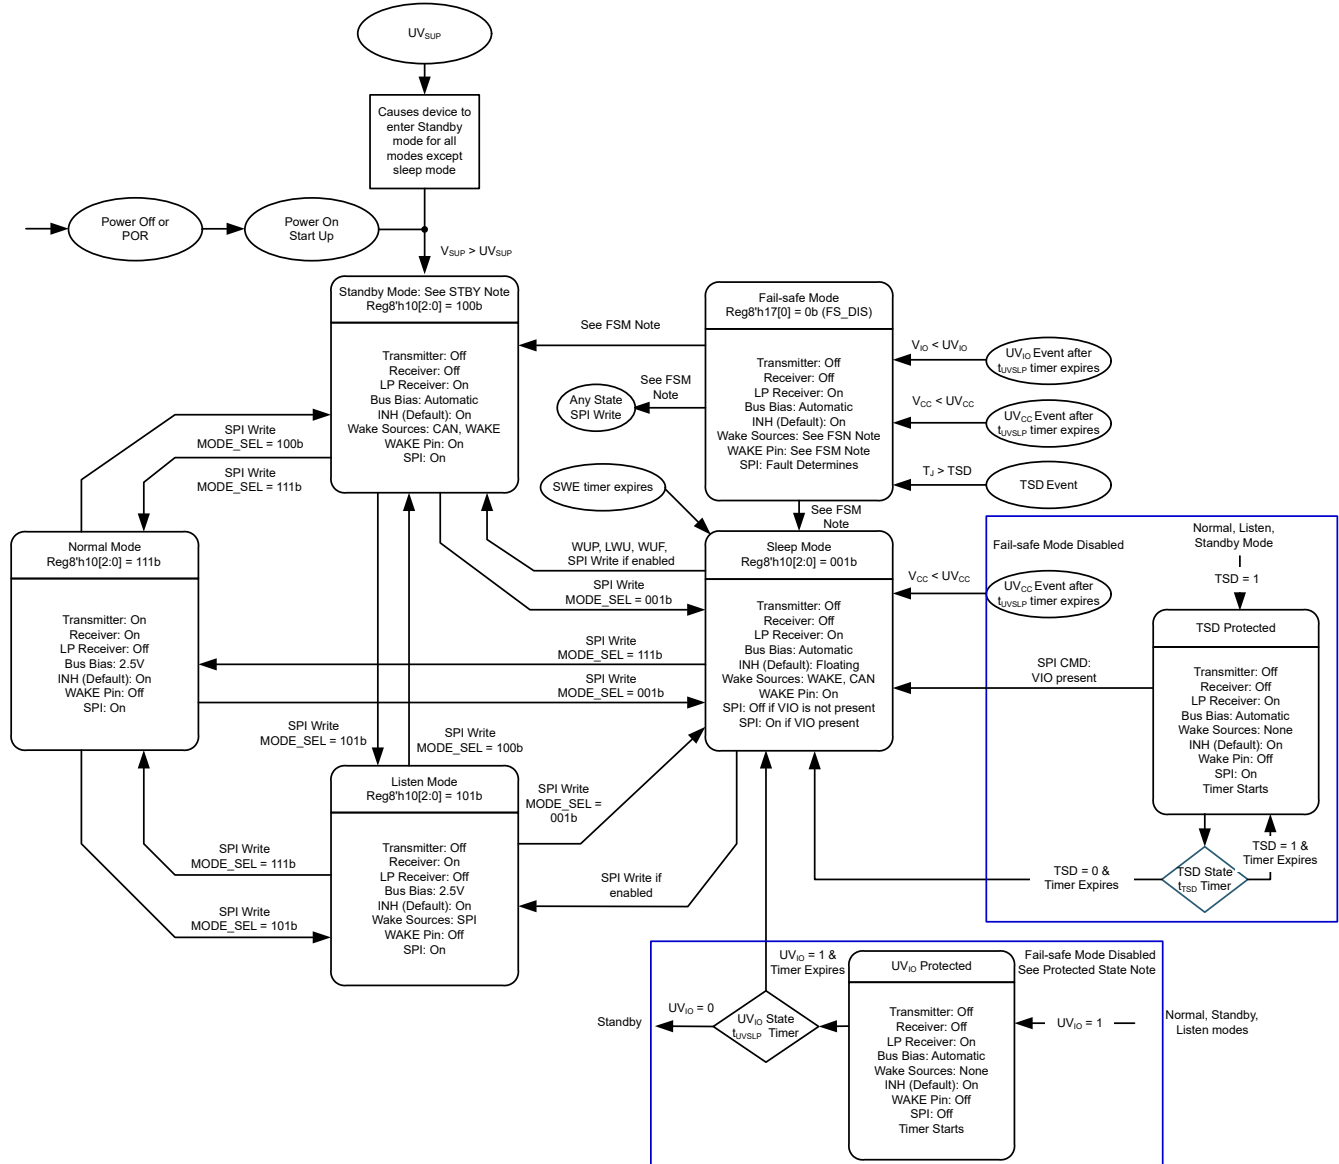 UVSUP
Causes device to
enter Standby
mode for all
modes except
sleep mode
Power Off or
POR
Power On
Start Up
VSUP > UVSUP
Standby Mode: See STBY Note
Reg8'h10[2:0] = 100b
Transmitter: Off
Receiver: Off
LP Receiver: On
Bus Bias: Automatic
INH (Default): On
Wake Sources: CAN, WAKE
WAKE Pin: On
SPI: On
See FSM Note
Fail-safe Mode
Reg8'h17[0] = 0b (FS_DIS)
Transmitter: Off
Receiver: Off
LP Receiver: On
Bus Bias: Automatic
INH (Default): On
Wake Sources: See FSN Note
WAKE Pin: See FSM Note
SPI: Fault Determines
VIO < UVIO
UVIO Event after
tUVSLP timer expires
VCC < UVCC
UVCC Event after
tUVSLP timer expires
TJ > TSD
TSD Event
See FSM
Note
Any State
SPI Write
SWE timer expires
See FSM
Note
SPI Write
MODE_SEL = 100b
SPI Write
MODE_SEL = 111b
Normal Mode
Reg8'h10[2:0] = 111b
Transmitter: On
Receiver: On
LP Receiver: Off
Bus Bias: 2.5V
INH (Default): On
WAKE Pin: Off
SPI: On
WUP, LWU, WUF,
SPI Write if enabled
SPI Write
MODE_SEL = 001b
SPI Write
MODE_SEL = 111b
SPI Write
MODE_SEL = 001b
Sleep Mode
Reg8'h10[2:0] = 001b
Transmitter: Off
Receiver: Off
LP Receiver: On
Bus Bias: Automatic
INH (Default): Floating
Wake Sources: WAKE, CAN
WAKE Pin: On
SPI: Off if VIO is not present
SPI: On if VIO present
Fail-safe Mode Disabled
VCC < UVCC
UVCC Event after
tUVSLP timer expires
Normal, Listen,
Standby Mode
TSD = 1
TSD Protected
Transmitter: Off
Receiver: Off
LP Receiver: On
Bus Bias: Automatic
Wake Sources: None
INH (Default): On
Wake Pin: Off
SPI: On
Timer Starts
SPI CMD:
VIO present
TSD = 1 &
Timer Expires
TSD State
tTSD Timer
TSD = 0 &
Timer Expires
SPI Write
MODE_SEL = 101b
SPI Write
MODE_SEL = 100b
Listen Mode
Reg8'h10[2:0] = 101b
Transmitter: Off
Receiver: On
LP Receiver: Off
Bus Bias: 2.5V
INH (Default): On
Wake Sources: SPI
WAKE Pin: Off
SPI: On
SPI Write
MODE_SEL =
001b
SPI Write
MODE_SEL = 111b
SPI Write
MODE_SEL = 101b
SPI Write if
enabled
UVIO = 1 &
Timer Expires
UVIO Protected
Transmitter: Off
Receiver: Off
LP Receiver: On
Bus Bias: Automatic
Wake Sources: None
INH (Default): On
WAKE Pin: Off
SPI: Off
Timer Starts
Fail-safe Mode Disabled
See Protected State Note
Standby
UVIO = 0
UVIO State
tUVSLP Timer
UVIO = 1
Normal, Standby,
Listen modes